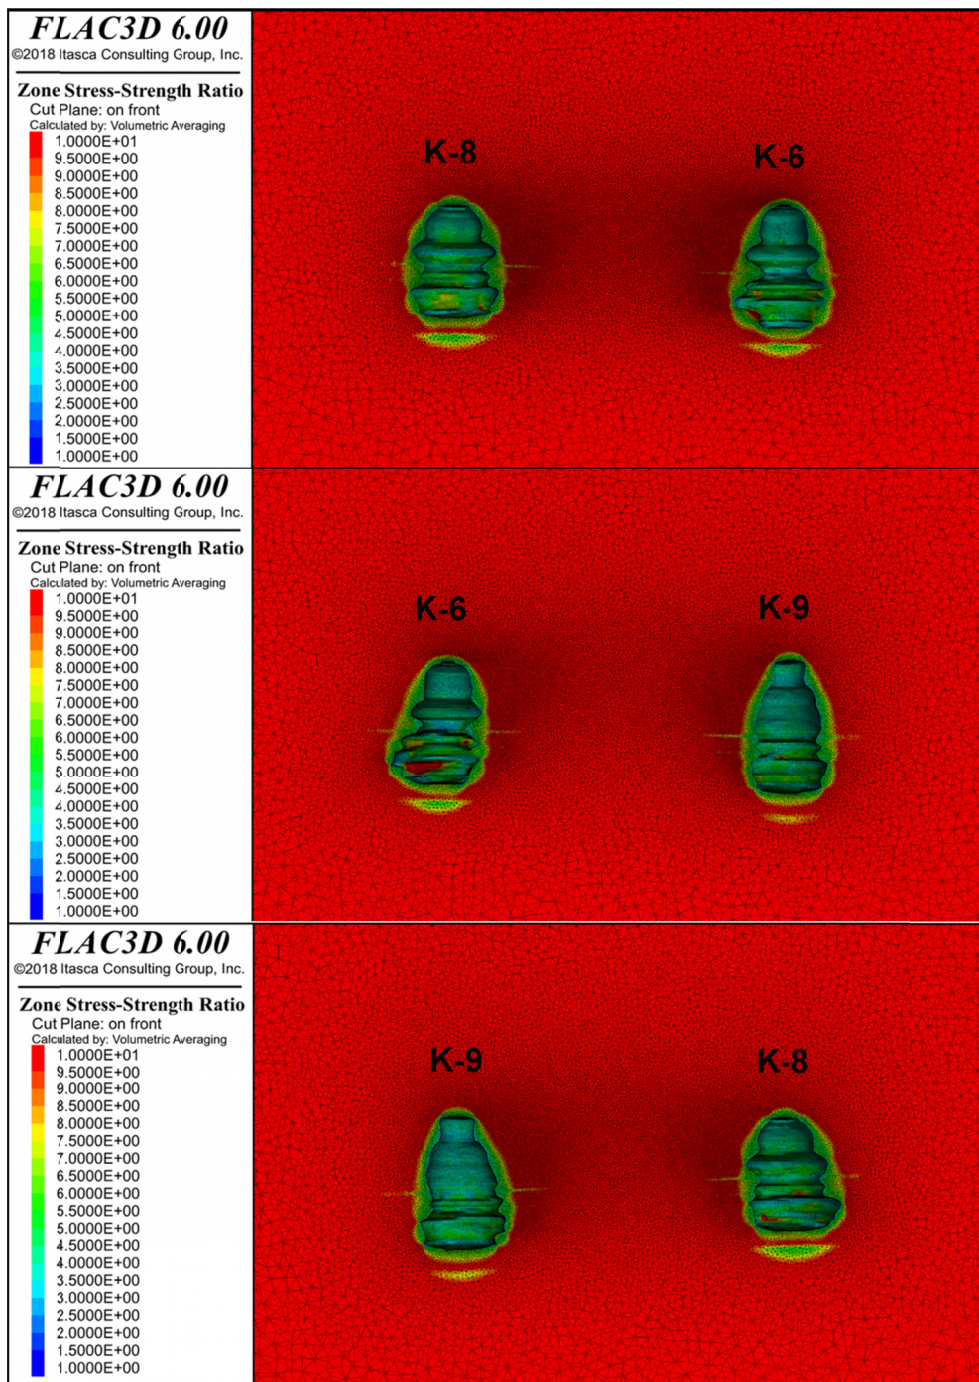 FLAC3D 6.00
©2018 Itasca Consulting Group, Inc.
Zone Stress-Strength Ratio
Cut Plane: on front
Calculated by: Volumetric Averaging
1.0000E+01
9.5000E+00
9.0000E+00
8.5000E+00
8.0000E+00
7.5000E+00
7.0000E+00
6.5000E+00
6.0000E+00
5.5000E+00
5.0000E+00
4.5000E+00
4.0000E+00
3.5000E+00
3.0000E+00
2.5000E+00
2.0000E+00
1.5000E+00
1.0000E+00
K-8
K-6
FLAC3D 6.00
©2018 Itasca Consulting Group, Inc.
Zone Stress-Strength Ratio
Cut Plane: on front
Calculated by: Volumetric Averaging
1.0000E+01
9.5000E+00
9.0000E+00
8.5000E+00
8.0000E+00
7.5000E+00
7.0000E+00
6.5000E+00
6.0000E+00
5.5000E+00
5.0000E+00
4.5000E+00
4.0000E+00
3.5000E+00
3.0000E+00
2.5000E+00
2.0000E+00
1.5000E+00
1.0000E+00
K-6
K-9
FLAC3D 6.00
©2018 Itasca Consulting Group, Inc.
Zone Stress-Strength Ratio
Cut Plane: on front
Calculated by: Volumetric Averaging
1.0000E+01
9.5000E+00
9.0000E+00
8.5000E+00
8.0000E+00
7.5000E+00
7.0000E+00
6.5000E+00
6.0000E+00
5.5000E+00
5.0000E+00
4.5000E+00
4.0000E+00
3.5000E+00
3.0000E+00
2.5000E+00
2.0000E+00
1.5000E+00
1.0000E+00
K-9
K-8